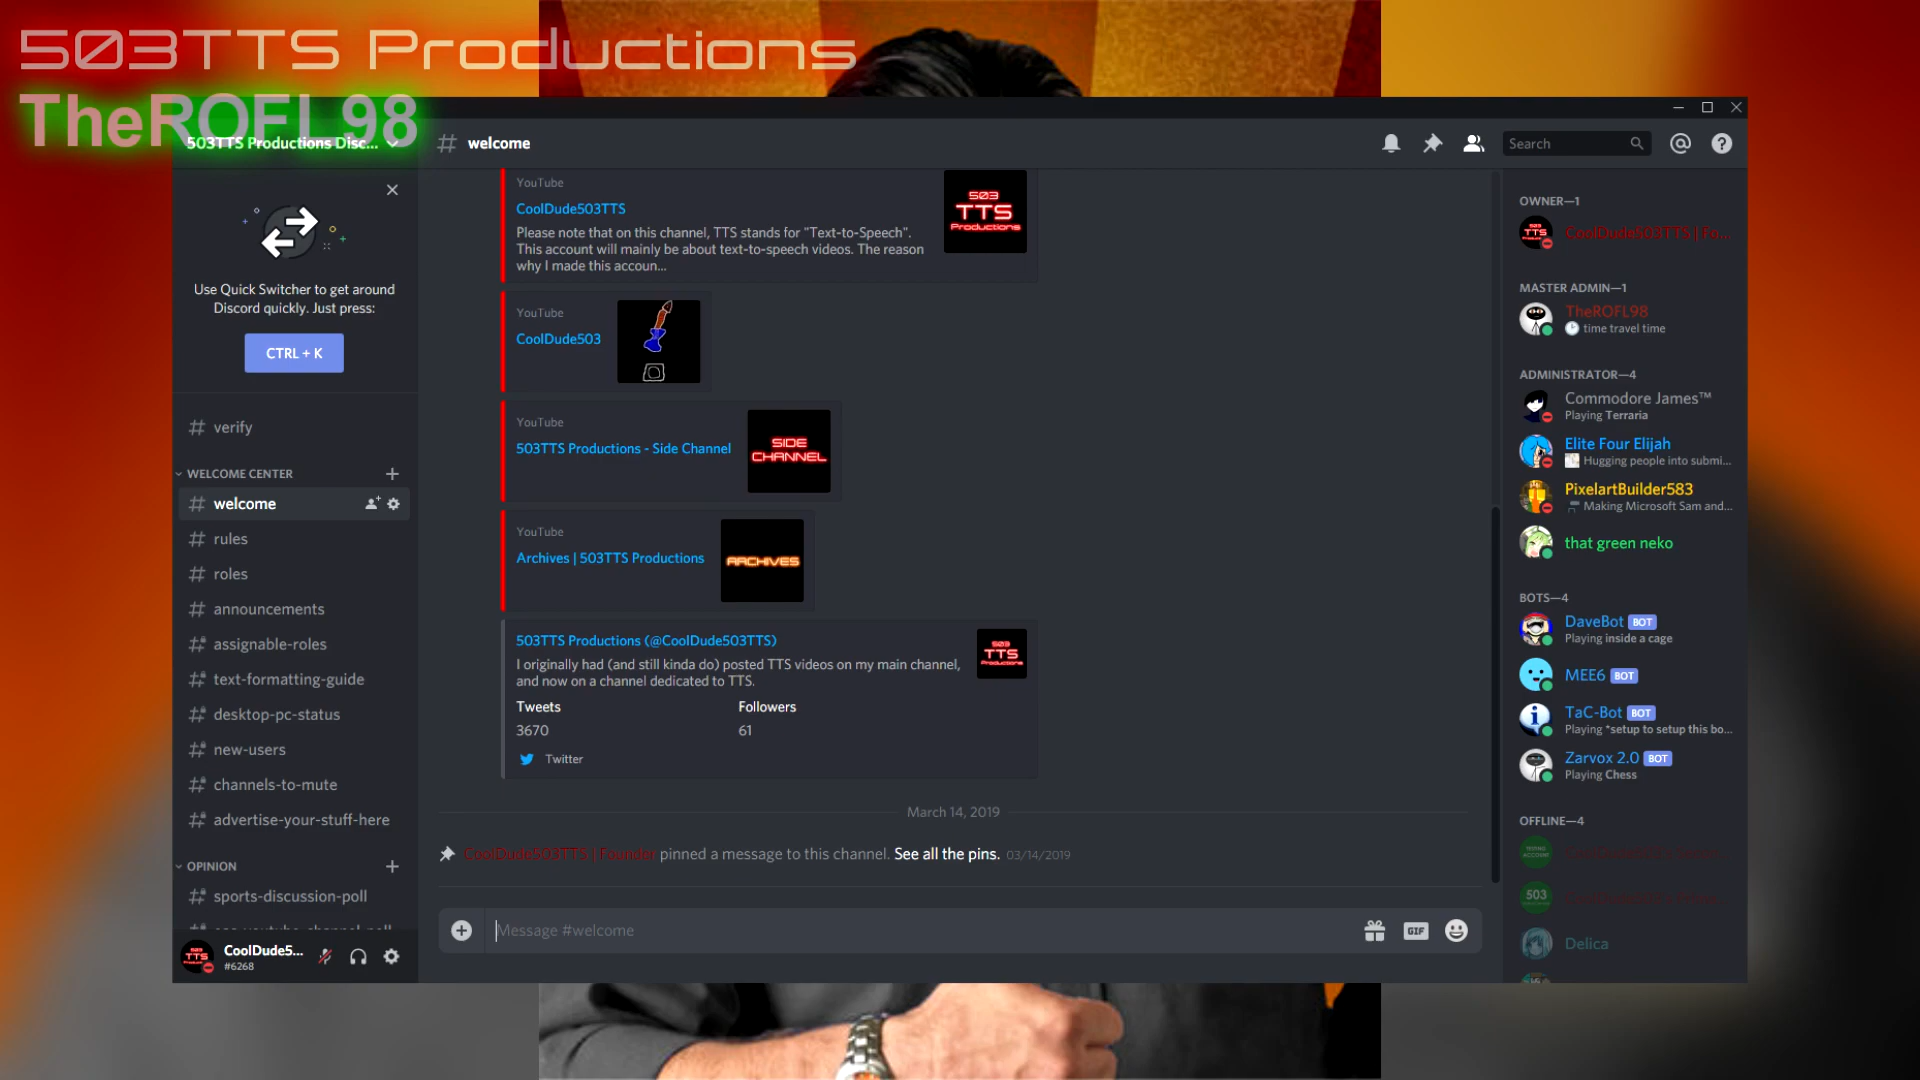 503TTS Productions
TheROFL98
503TTS Productions Disc...
welcome
Search
Use Quick Switcher to get around
Discord quickly. Just press:
CTRL + K
verify
WELCOME CENTER
welcome
rules
roles
announcements
assignable-roles
text-formatting-guide
desktop-pc-status
new-users
channels-to-mute
advertise-your-stuff-here
OPINION
sports-discussion-poll
CoolDude5...
#6268
YouTube
CoolDude503TTS
Please note that on this channel, TTS stands for "Text-to-Speech".
This account will mainly be about text-to-speech videos. The reason
why I made this accoun...
503
TTS
Productions
YouTube
CoolDude503
YouTube
503TTS Productions - Side Channel
SIDE
CHANNEL
YouTube
Archives | 503TTS Productions
ARCHIVES
503TTS Productions (@CoolDude503TTS)
I originally had (and still kinda do) posted TTS videos on my main channel,
and now on a channel dedicated to TTS.
503
TTS
Productions
Tweets Followers
3670 61
Twitter
March 14, 2019
CoolDude503TTS | Founder pinned a message to this channel. See all the pins. 03/14/2019
Message #welcome
GIF
OWNER—1
CoolDude503TTS | Fo...
MASTER ADMIN—1
TheROFL98
time travel time
ADMINISTRATOR—4
Commodore James™
Playing Terraria
Elite Four Elijah
Hugging people into submi...
PixelartBuilder583
Making Microsoft Sam and...
that green neko
BOTS—4
DaveBot BOT
Playing inside a cage
MEE6 BOT
TaC-Bot BOT
Playing *setup to setup this bo...
Zarvox 2.0 BOT
Playing Chess
OFFLINE—4
503
Delica